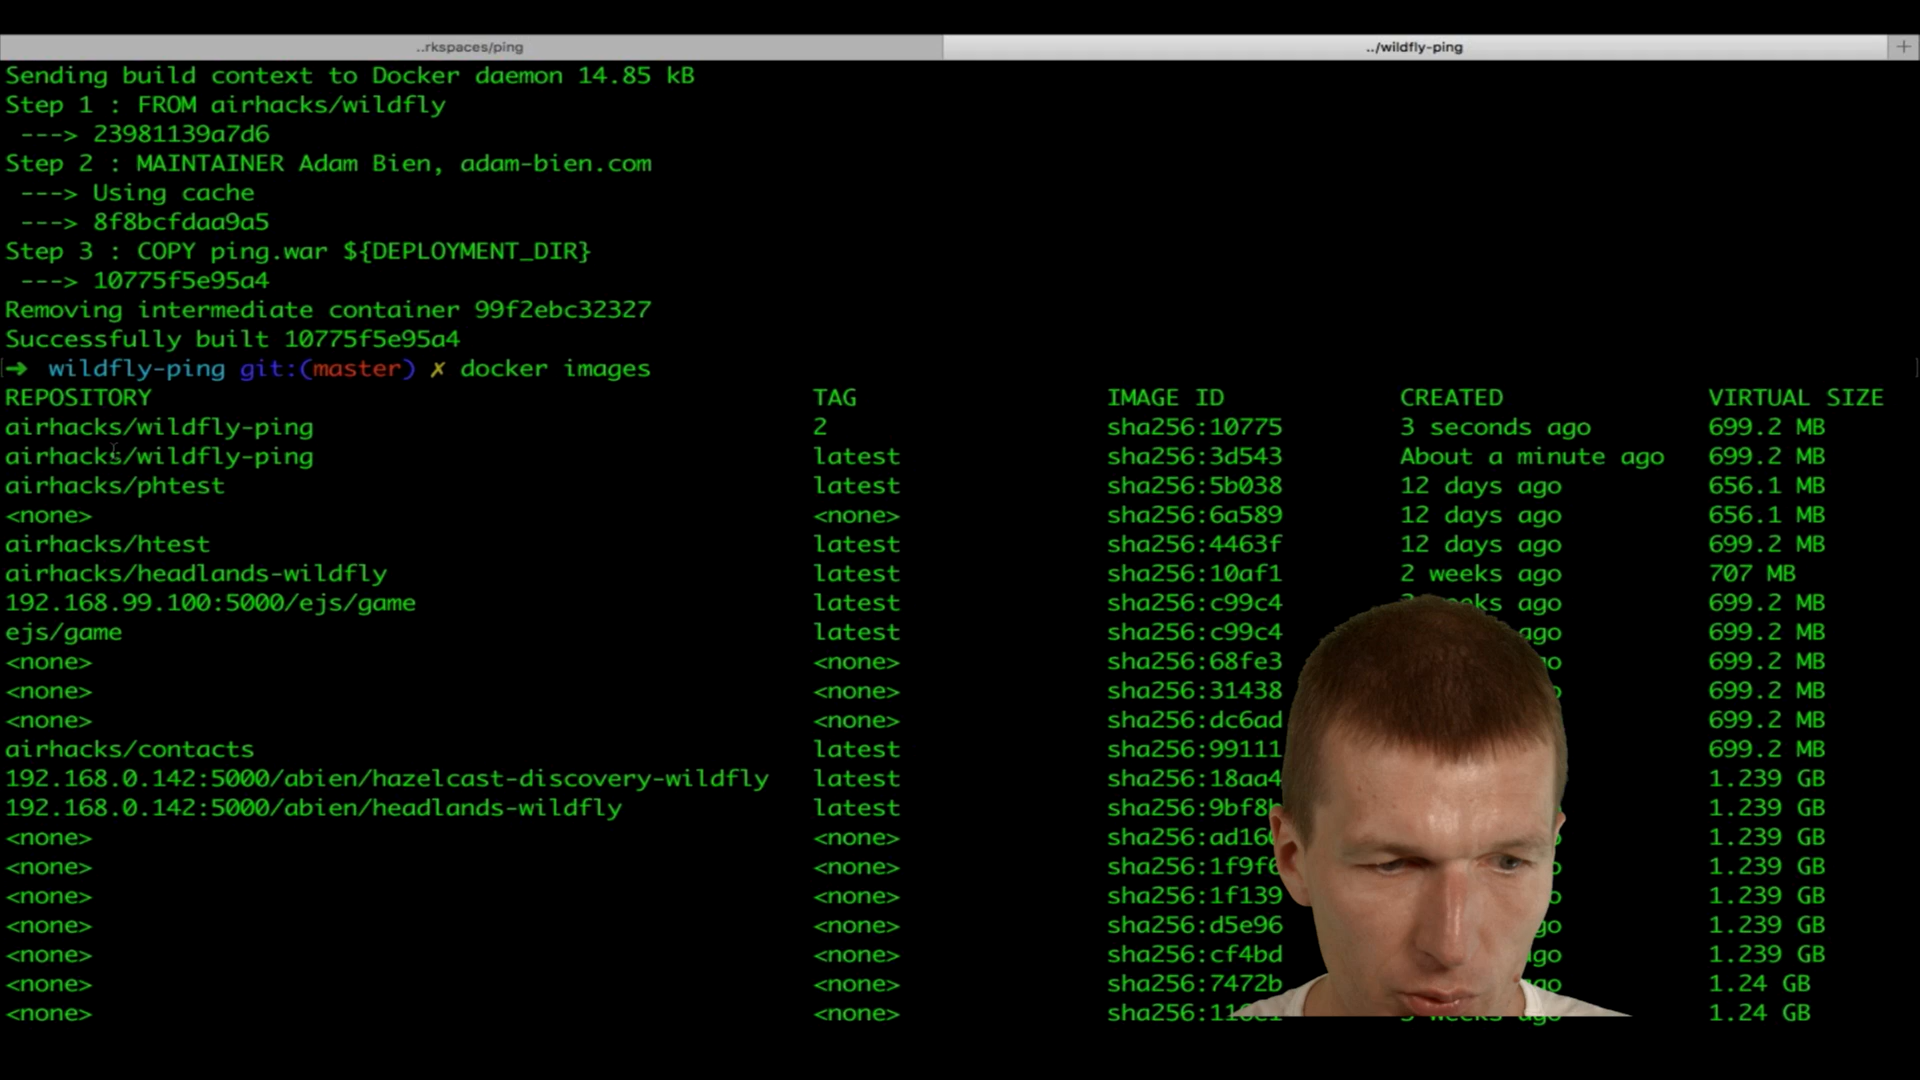 ..rkspaces/ping ../wildfly-ping +
Sending build context to Docker daemon 14.85 kB
Step 1 : FROM airhacks/wildfly
---> 23981139a7d6
Step 2 : MAINTAINER Adam Bien, adam-bien.com
---> Using cache
---> 8f8bcfdaa9a5
Step 3 : COPY ping.war ${DEPLOYMENT_DIR}
---> 10775f5e95a4
Removing intermediate container 99f2ebc32327
Successfully built 10775f5e95a4
➜ wildfly-ping git:(master) ✗ docker images
REPOSITORY TAG IMAGE ID CREATED VIRTUAL SIZE
airhacks/wildfly-ping 2 sha256:10775 3 seconds ago 699.2 MB
airhacks/wildfly-ping latest sha256:3d543 About a minute ago 699.2 MB
airhacks/phtest latest sha256:5b038 12 days ago 656.1 MB
<none> <none> sha256:6a589 12 days ago 656.1 MB
airhacks/htest latest sha256:4463f 12 days ago 699.2 MB
airhacks/headlands-wildfly latest sha256:10af1 2 weeks ago 707 MB
192.168.99.100:5000/ejs/game latest sha256:c99c4 ago 699.2 MB
ejs/game latest sha256:c99c4 ago 699.2 MB
<none> <none> sha256:68fe3 699.2 MB
<none> <none> sha256:31438 699.2 MB
<none> <none> sha256:dc6ad 699.2 MB
airhacks/contacts latest sha256:99111 699.2 MB
192.168.0.142:5000/abien/hazelcast-discovery-wildfly latest sha256:18aa4 1.239 GB
192.168.0.142:5000/abien/headlands-wildfly latest 1.239 GB
<none> <none> 1.239 GB
<none> <none> 1.239 GB
<none> <none> sha256:1f139 1.239 GB
<none> <none> sha256:d5e96 1.239 GB
<none> <none> sha256:cf4bd ago 1.239 GB
<none> <none> sha256:7472b ago 1.24 GB
<none> <none> weeks ago 1.24 GB